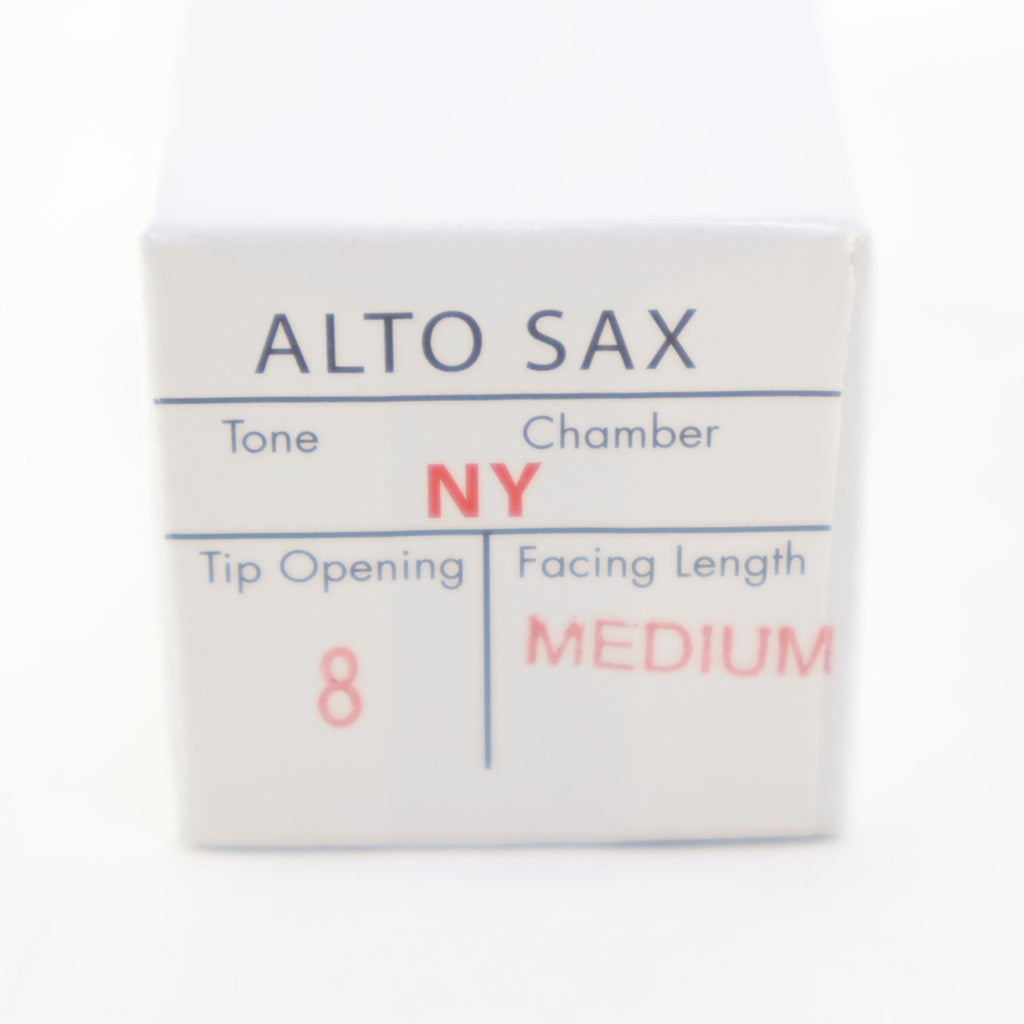 ALTO SAX
Tone Chamber
NY
Tip Opening Facing Length
8 MEDIUM